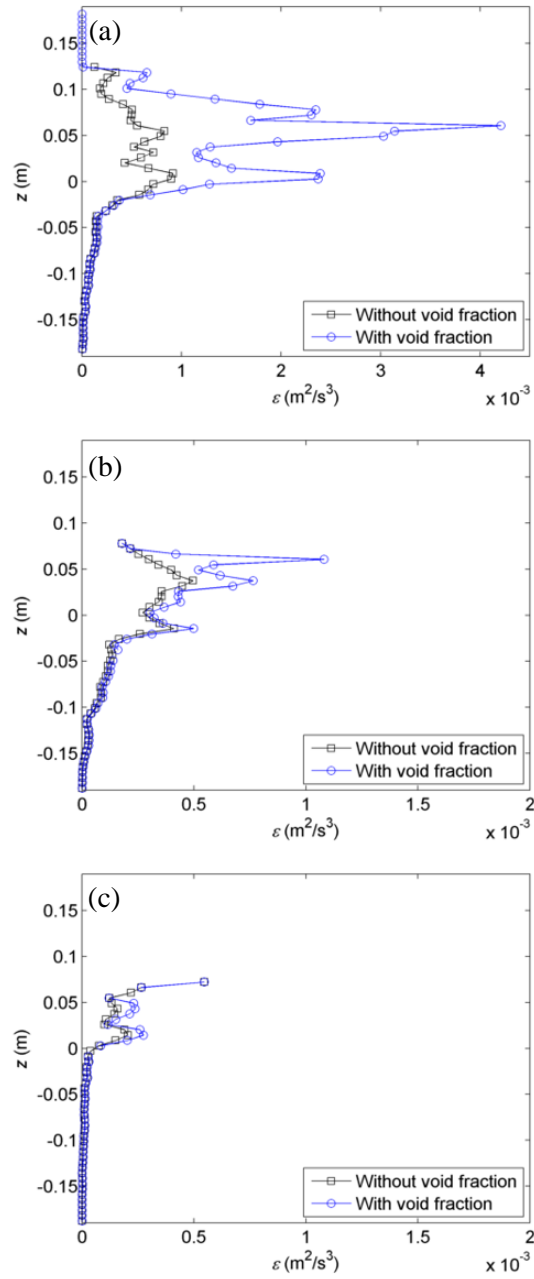 (a)
0.15
0.1
0.05
0
-0.05
-0.1
-0.15
z (m)
Without void fraction
With void fraction
0 1 2 3 4
ε (m²/s³)
x 10⁻³
(b)
0.15
0.1
0.05
0
-0.05
-0.1
-0.15
z (m)
Without void fraction
With void fraction
0 0.5 1 1.5 2
ε (m²/s³)
x 10⁻³
(c)
0.15
0.1
0.05
0
-0.05
-0.1
-0.15
z (m)
Without void fraction
With void fraction
0 0.5 1 1.5 2
ε (m²/s³)
x 10⁻³